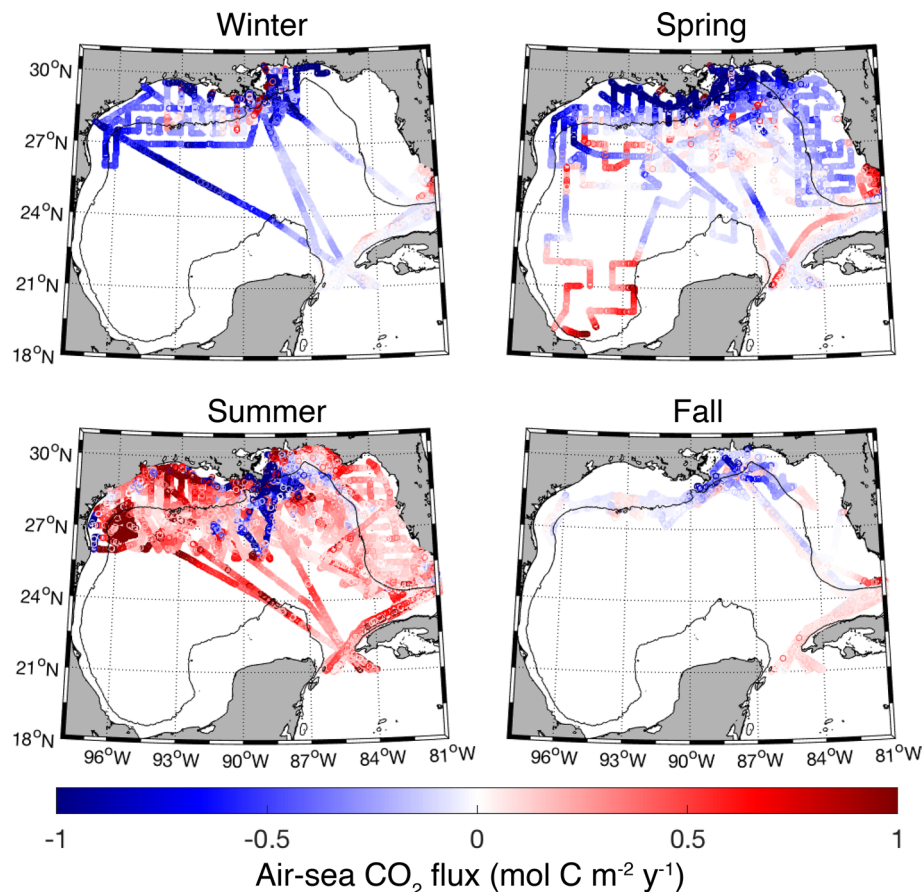 Winter
Spring
30°N
27°N
24°N
21°N
18°N
Summer
Fall
30°N
27°N
24°N
21°N
18°N
96°W 93°W 90°W 87°W 84°W 81°W
96°W 93°W 90°W 87°W 84°W 81°W
-1 -0.5 0 0.5 1
Air-sea CO₂ flux (mol C m⁻² y⁻¹)